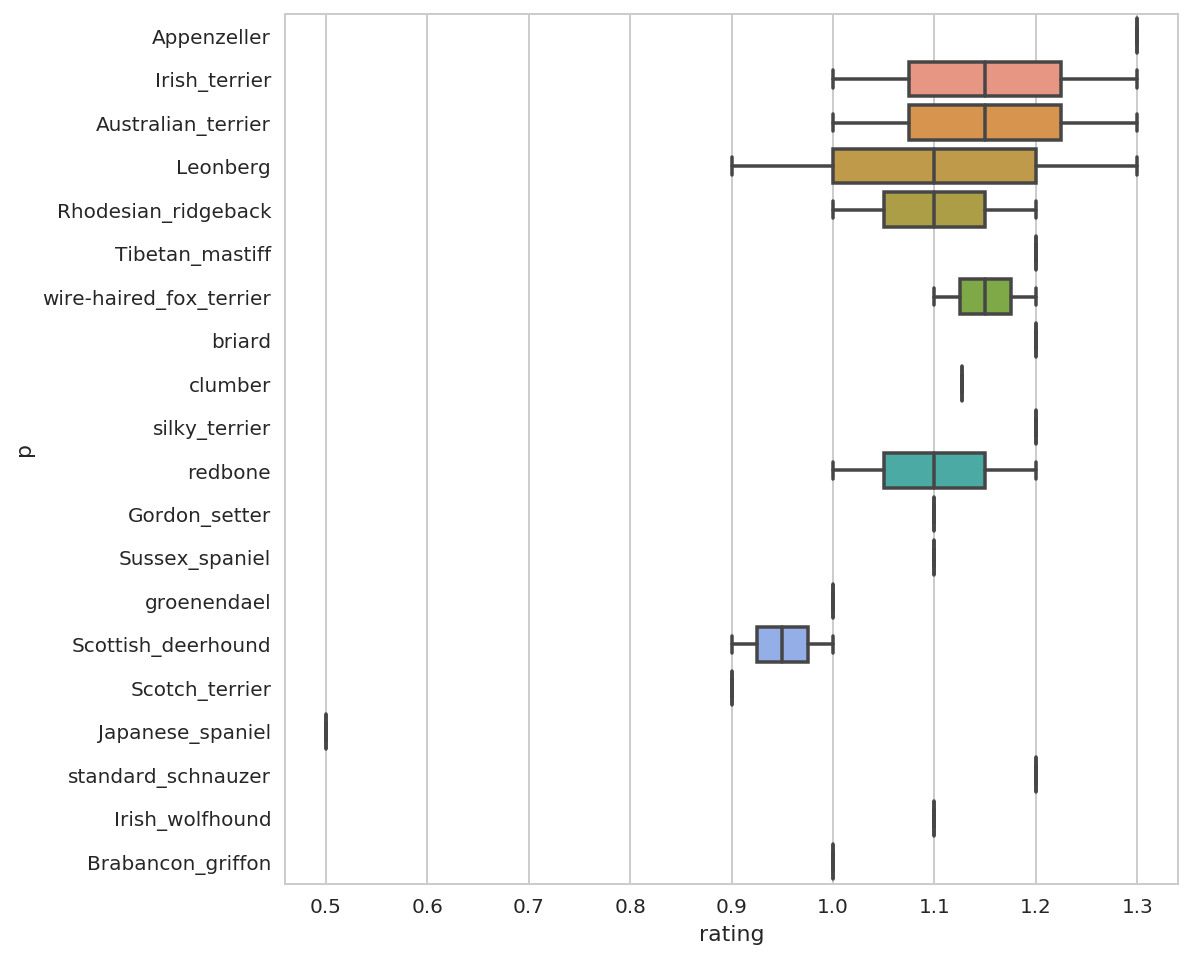 Appenzeller
Irish_terrier
Australian_terrier
Leonberg
Rhodesian_ridgeback
Tibetan_mastiff
wire-haired_fox_terrier
briard
clumber
silky_terrier
redbone
Gordon_setter
Sussex_spaniel
groenendael
Scottish_deerhound
Scotch_terrier
Japanese_spaniel
standard_schnauzer
Irish_wolfhound
Brabancon_griffon
p
0.5 0.6 0.7 0.8 0.9 1.0 1.1 1.2 1.3
rating